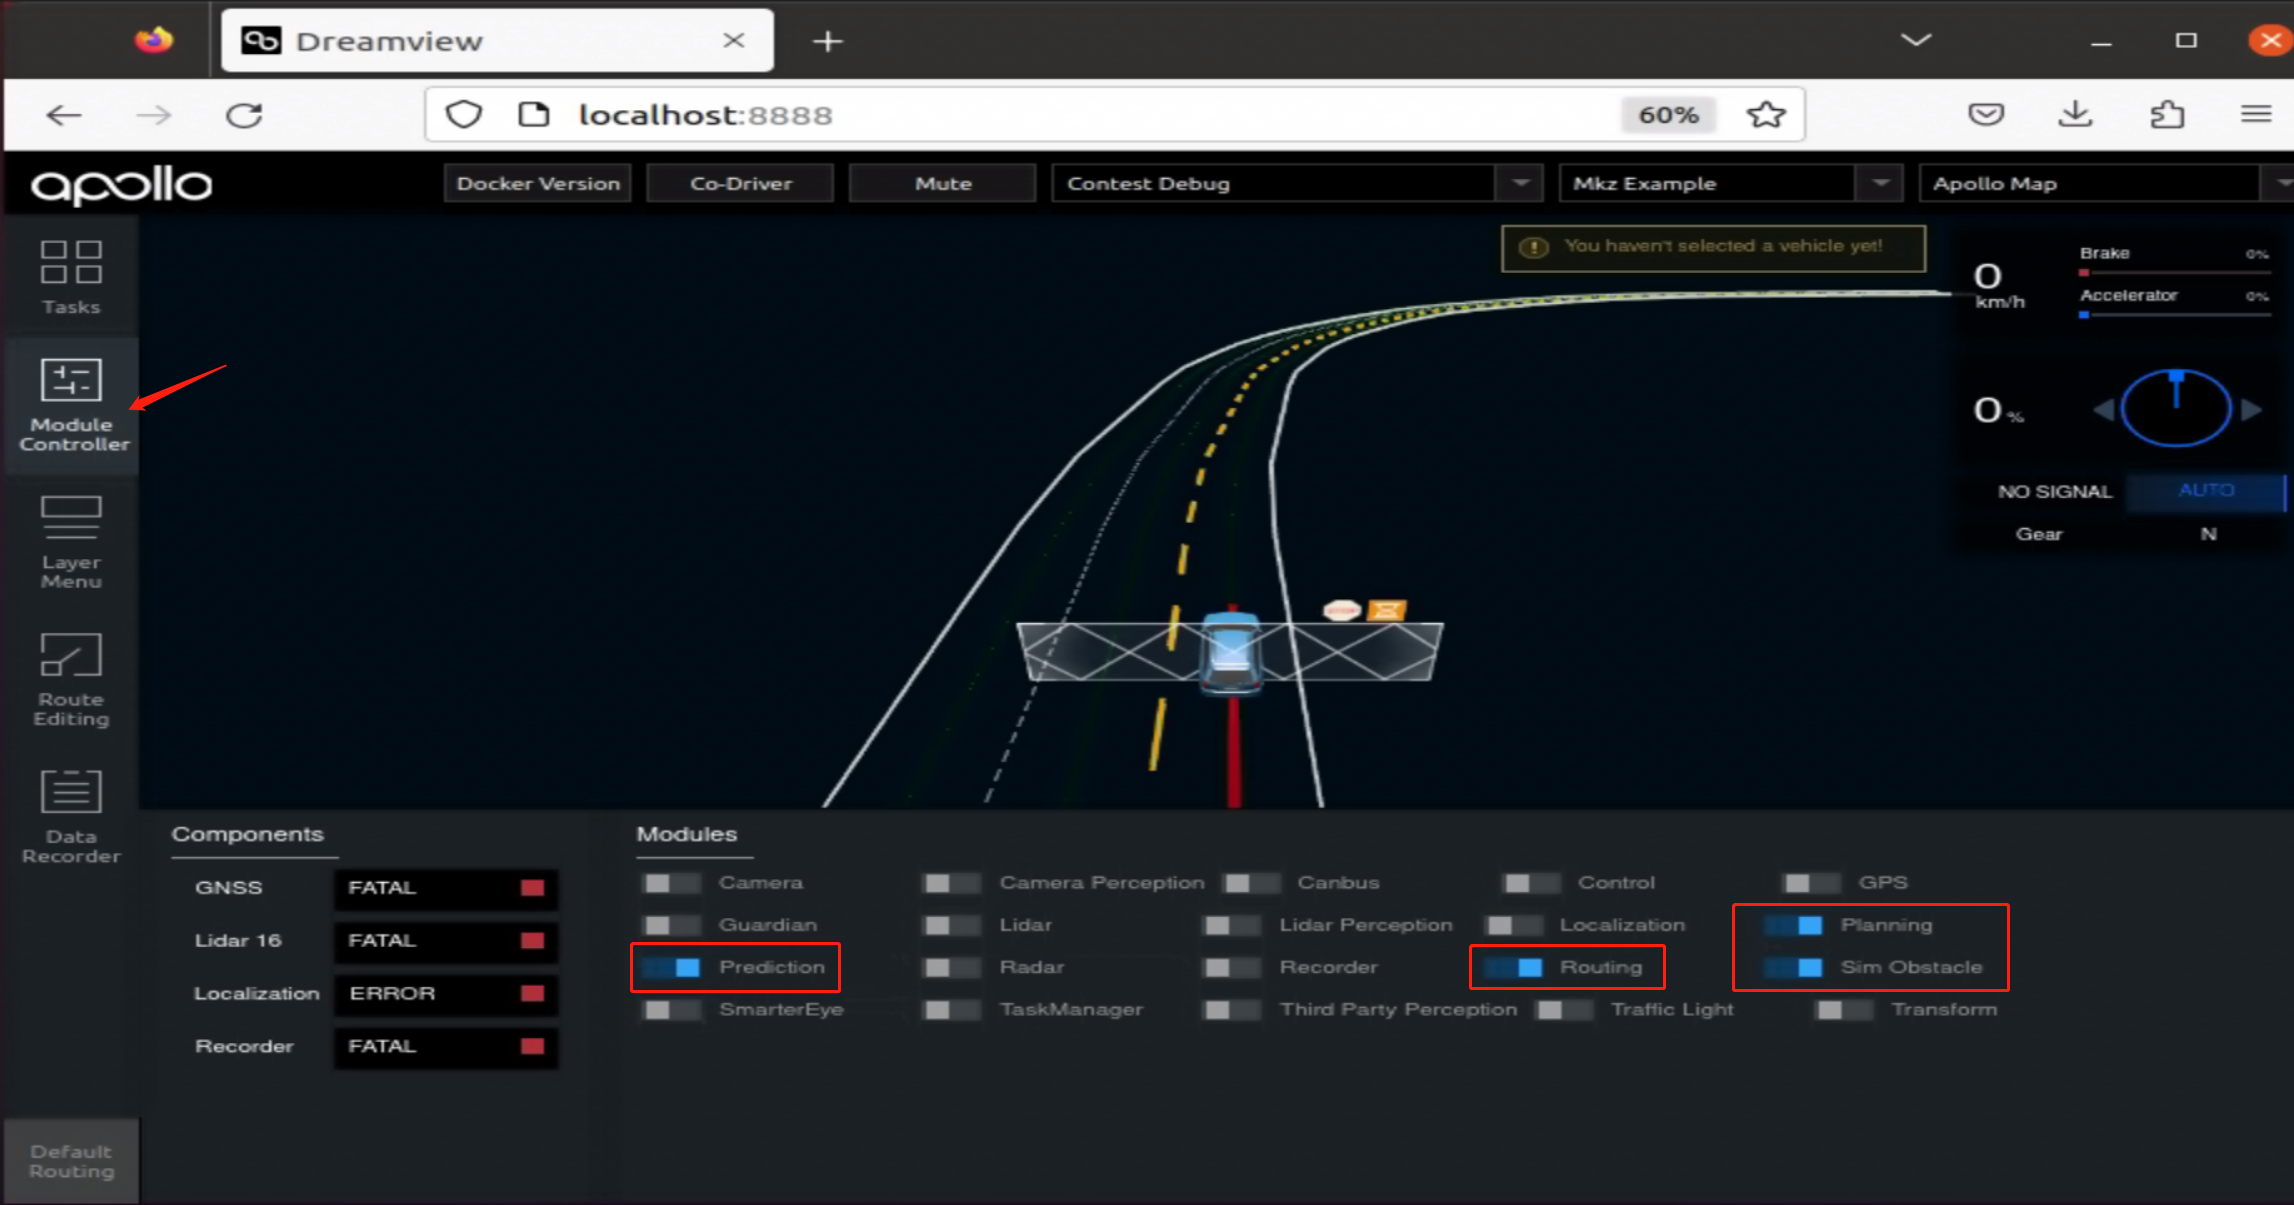 Dreamview
localhost:8888
60%
apollo
Docker Version
Co-Driver
Mute
Contest Debug
Mkz Example
Apollo Map
Tasks
Module
Controller
Layer
Menu
Route
Editing
Data
Recorder
Default
Routing
You haven't selected a vehicle yet!
0
km/h
Brake
0%
Accelerator
0%
0%
NO SIGNAL
AUTO
Gear
N
Components
GNSS FATAL
Lidar 16 FATAL
Localization ERROR
Recorder FATAL
Modules
Camera Camera Perception Canbus Control GPS
Guardian Lidar Lidar Perception Localization Planning
Prediction Radar Recorder Routing Sim Obstacle
SmarterEye TaskManager Third Party Perception Traffic Light Transform